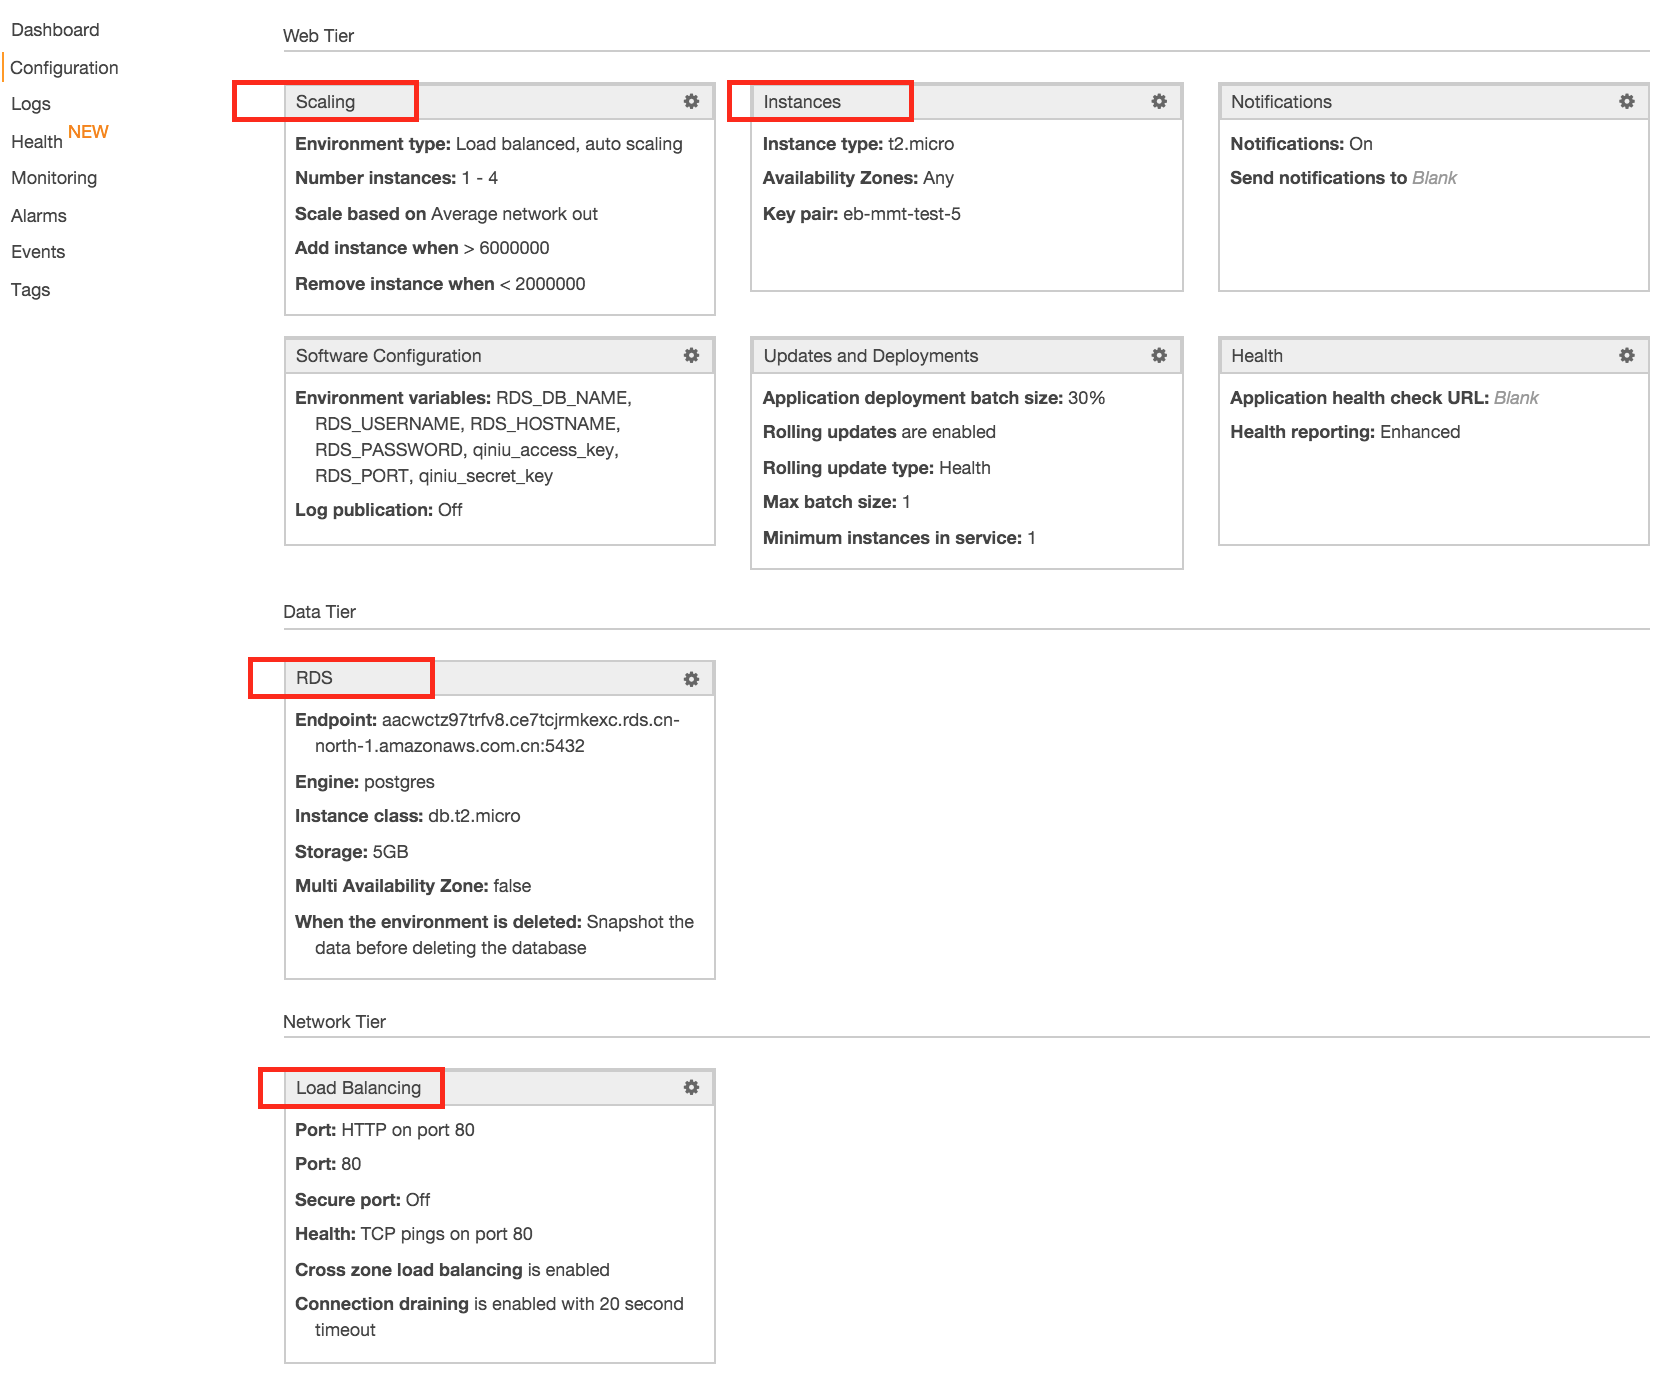 Dashboard
Configuration
Logs
Health NEW
Monitoring
Alarms
Events
Tags
Web Tier
Scaling
Environment type: Load balanced, auto scaling
Number instances: 1 - 4
Scale based on Average network out
Add instance when > 6000000
Remove instance when < 2000000
Instances
Instance type: t2.micro
Availability Zones: Any
Key pair: eb-mmt-test-5
Notifications
Notifications: On
Send notifications to Blank
Software Configuration
Environment variables: RDS_DB_NAME,
RDS_USERNAME, RDS_HOSTNAME,
RDS_PASSWORD, qiniu_access_key,
RDS_PORT, qiniu_secret_key
Log publication: Off
Updates and Deployments
Application deployment batch size: 30%
Rolling updates are enabled
Rolling update type: Health
Max batch size: 1
Minimum instances in service: 1
Health
Application health check URL: Blank
Health reporting: Enhanced
Data Tier
RDS
Endpoint: aacwctz97trfv8.ce7tcjrmkexc.rds.cn-
north-1.amazonaws.com.cn:5432
Engine: postgres
Instance class: db.t2.micro
Storage: 5GB
Multi Availability Zone: false
When the environment is deleted: Snapshot the
data before deleting the database
Network Tier
Load Balancing
Port: HTTP on port 80
Port: 80
Secure port: Off
Health: TCP pings on port 80
Cross zone load balancing is enabled
Connection draining is enabled with 20 second
timeout